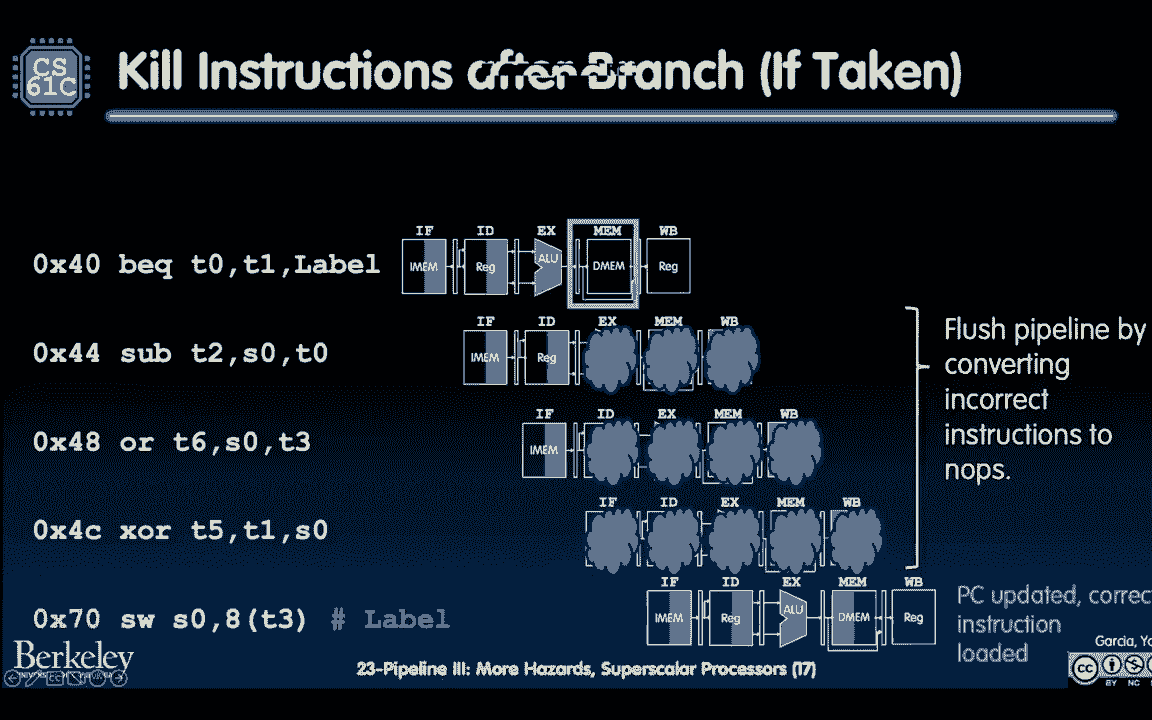 CS
61C
Kill Instructions after Branch (If Taken)
IF ID EX MEM WB
0x40 beq t0,t1,Label
IMEM Reg ALU DMEM Reg
IF ID EX MEM WB
0x44 sub t2,s0,t0
IMEM Reg
IF ID EX MEM WB
0x48 or t6,s0,t3
IMEM
IF ID EX MEM WB
0x4c xor t5,t1,s0
Flush pipeline by
converting
incorrect
instructions to
nops.
IF ID EX MEM WB
0x70 sw s0,8(t3) # Label
IMEM Reg ALU DMEM Reg
PC updated, correc
instruction
loaded
Berkeley
23-Pipeline III: More Hazards, Superscalar Processors (17)
Garcia, Yo
cc
BY NC